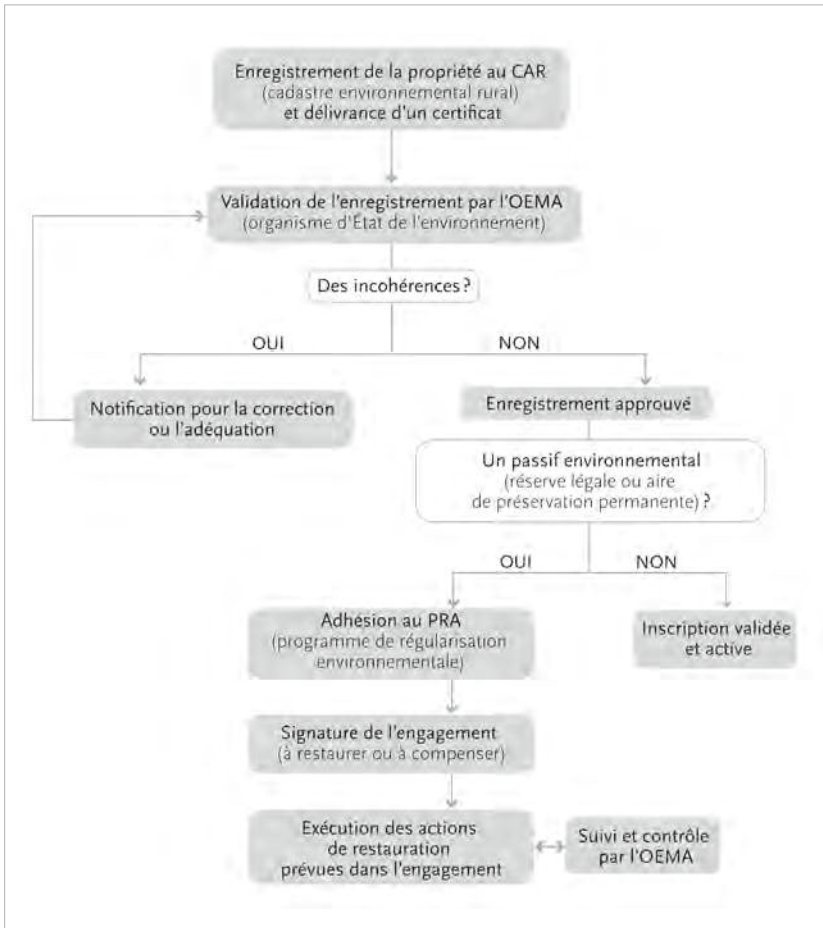 Enregistrement de la propriété au CAR
(cadastre environnemental rural)
et délivrance d'un certificat
Validation de l'enregistrement par l'OEMA
(organisme d'État de l'environnement)
Des incohérences ?
OUI
NON
Notification pour la correction
ou l'adéquation
Enregistrement approuvé
Un passif environnemental
(réserve légale ou aire
de préservation permanente) ?
OUI
NON
Adhésion au PRA
(programme de régularisation
environnementale)
Inscription validée
et active
Signature de l'engagement
(à restaurer ou à compenser)
Exécution des actions
de restauration
prévues dans l'engagement
Suivi et contrôle
par l'OEMA